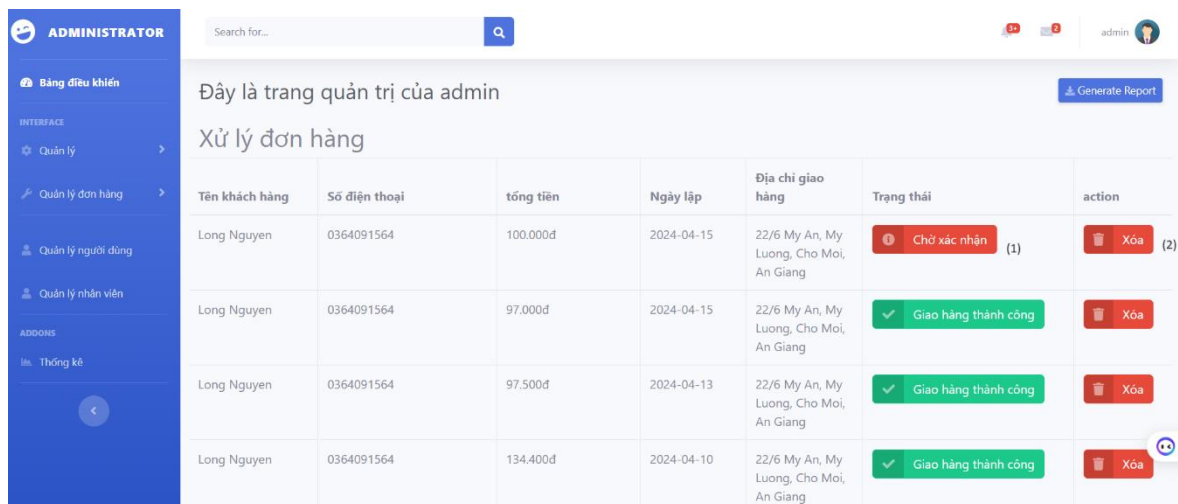 ADMINISTRATOR
Search for...
3+
2
admin
Bảng điều khiển
Đây là trang quản trị của admin
Generate Report
INTERFACE
Quản lý
Xử lý đơn hàng
Quản lý đơn hàng
Quản lý người dùng
Quản lý nhân viên
ADDONS
Thống kê
Tên khách hàng Số điện thoại tổng tiền Ngày lập Địa chỉ giao hàng Trạng thái action
Long Nguyen 0364091564 100.000đ 2024-04-15 22/6 My An, My
Luong, Cho Moi,
An Giang
Chờ xác nhận (1) Xóa (2)
Long Nguyen 0364091564 97.000đ 2024-04-15 22/6 My An, My
Luong, Cho Moi,
An Giang
Giao hàng thành công Xóa
Long Nguyen 0364091564 97.500đ 2024-04-13 22/6 My An, My
Luong, Cho Moi,
An Giang
Giao hàng thành công Xóa
Long Nguyen 0364091564 134.400đ 2024-04-10 22/6 My An, My
Luong, Cho Moi,
An Giang
Giao hàng thành công Xóa